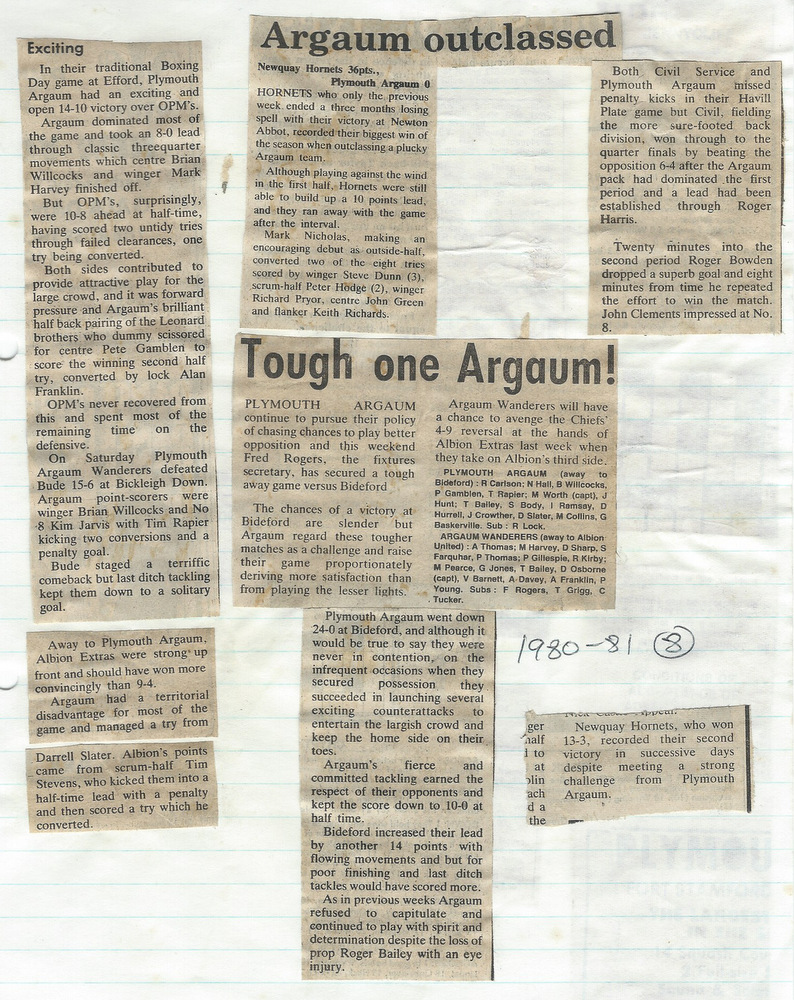 Exciting
In their traditional Boxing
Day game at Efford, Plymouth
Argaum had an exciting and
open 14-10 victory over OPM's.
Argaum dominated most of
the game and took an 8-0 lead
through classic threequarter
movements which centre Brian
Willcocks and winger Mark
Harvey finished off.
But OPM's, surprisingly,
were 10-8 ahead at half-time,
having scored two untidy tries
through failed clearances, one
try being converted.
Both sides contributed to
provide attractive play for the
large crowd, and it was forward
pressure and Argaum's brilliant
half back pairing of the Leonard
brothers who dummy scissored
for centre Pete Gamblen to
score the winning second half
try, converted by lock Alan
Franklin.
OPM's never recovered from
this and spent most of the
remaining time on the
defensive.
On Saturday Plymouth
Argaum Wanderers defeated
Bude 15-6 at Bickleigh Down.
Argaum point-scorers were
winger Brian Willcocks and No
8 Kim Jarvis with Tim Rapier
kicking two conversions and a
penalty goal.
Bude staged a terrific
comeback but last ditch tackling
kept them down to a solitary
goal.
Away to Plymouth Argaum,
Albion Extras were strong up
front and should have won more
convincingly than 9-4.
Argaum had a territorial
disadvantage for most of the
game and managed a try from
Darrell Slater. Albion's points
came from scrum-half Tim
Stevens, who kicked them into a
half-time lead with a penalty
and then scored a try which he
converted.
Argaum outclassed
Newquay Hornets 36pts.,
Plymouth Argaum 0
HORNETS who only the previous
week ended a three months losing
spell with their victory at Newton
Abbot, recorded their biggest win of
the season when outclassing a plucky
Argaum team.
Although playing against the wind
in the first half, Hornets were still
able to build up a 10 points lead,
and they ran away with the game
after the interval.
Mark Nicholas, making an
encouraging debut as outside-half,
converted two of the eight tries
scored by winger Steve Dunn (3),
scrum-half Peter Hodge (2), winger
Richard Pryor, centre John Green
and flanker Keith Richards.
Both Civil Service and
Plymouth Argaum missed
penalty kicks in their Havill
Plate game but Civil, fielding
the more sure-footed back
division, won through to the
quarter finals by beating the
opposition 6-4 after the Argaum
pack had dominated the first
period and a lead had been
established through Roger
Harris.
Twenty minutes into the
second period Roger Bowden
dropped a superb goal and eight
minutes from time he repeated
the effort to win the match.
John Clements impressed at No.
8.
Tough one Argaum!
PLYMOUTH ARGAUM
continue to pursue their policy
of chasing chances to play better
opposition and this weekend
Fred Rogers, the fixtures
secretary, has secured a tough
away game versus Bideford
The chances of a victory at
Bideford are slender but
Argaum regard these tougher
matches as a challenge and raise
their game proportionately
deriving more satisfaction than
from playing the lesser lights.
Argaum Wanderers will have
a chance to avenge the Chiefs'
4-9 reversal at the hands of
Albion Extras last week when
they take on Albion's third side.
PLYMOUTH ARGAUM (away to
Bideford) : R Carlson; N Hall, B Willcocks,
P Gamblen, T Rapier; M Worth (capt), J
Hunt; T Bailey, S Body, I Ramsay, D
Hurrell, J Crowther, D Slater, M Collins, G
Baskerville. Sub : R Lock.
ARGAUM WANDERERS (away to Albion
United) : A Thomas; M Harvey, D Sharp, S
Farquhar, P Thomas; P Gillespie, R Kirby;
M Pearce, G Jones, T Bailey, D Osborne
(capt), V Barnett, A Davey, A Franklin, P
Young. Subs : F Rogers, T Grigg, C
Tucker.
Plymouth Argaum went down
24-0 at Bideford, and although it
would be true to say they were
never in contention, on the
infrequent occasions when they
secured possession they
succeeded in launching several
exciting counterattacks to
entertain the largish crowd and
keep the home side on their
toes.
Argaum's fierce and
committed tackling earned the
respect of their opponents and
kept the score down to 10-0 at
half time.
Bideford increased their lead
by another 14 points with
flowing movements and but for
poor finishing and last ditch
tackles would have scored more.
As in previous weeks Argaum
refused to capitulate and
continued to play with spirit and
determination despite the loss of
prop Roger Bailey with an eye
injury.
1980-81 (8)
Newquay Hornets, who won
13-3, recorded their second
victory in successive days
despite meeting a strong
challenge from Plymouth
Argaum.
ger
half
to
at
olin
ach
d a
the